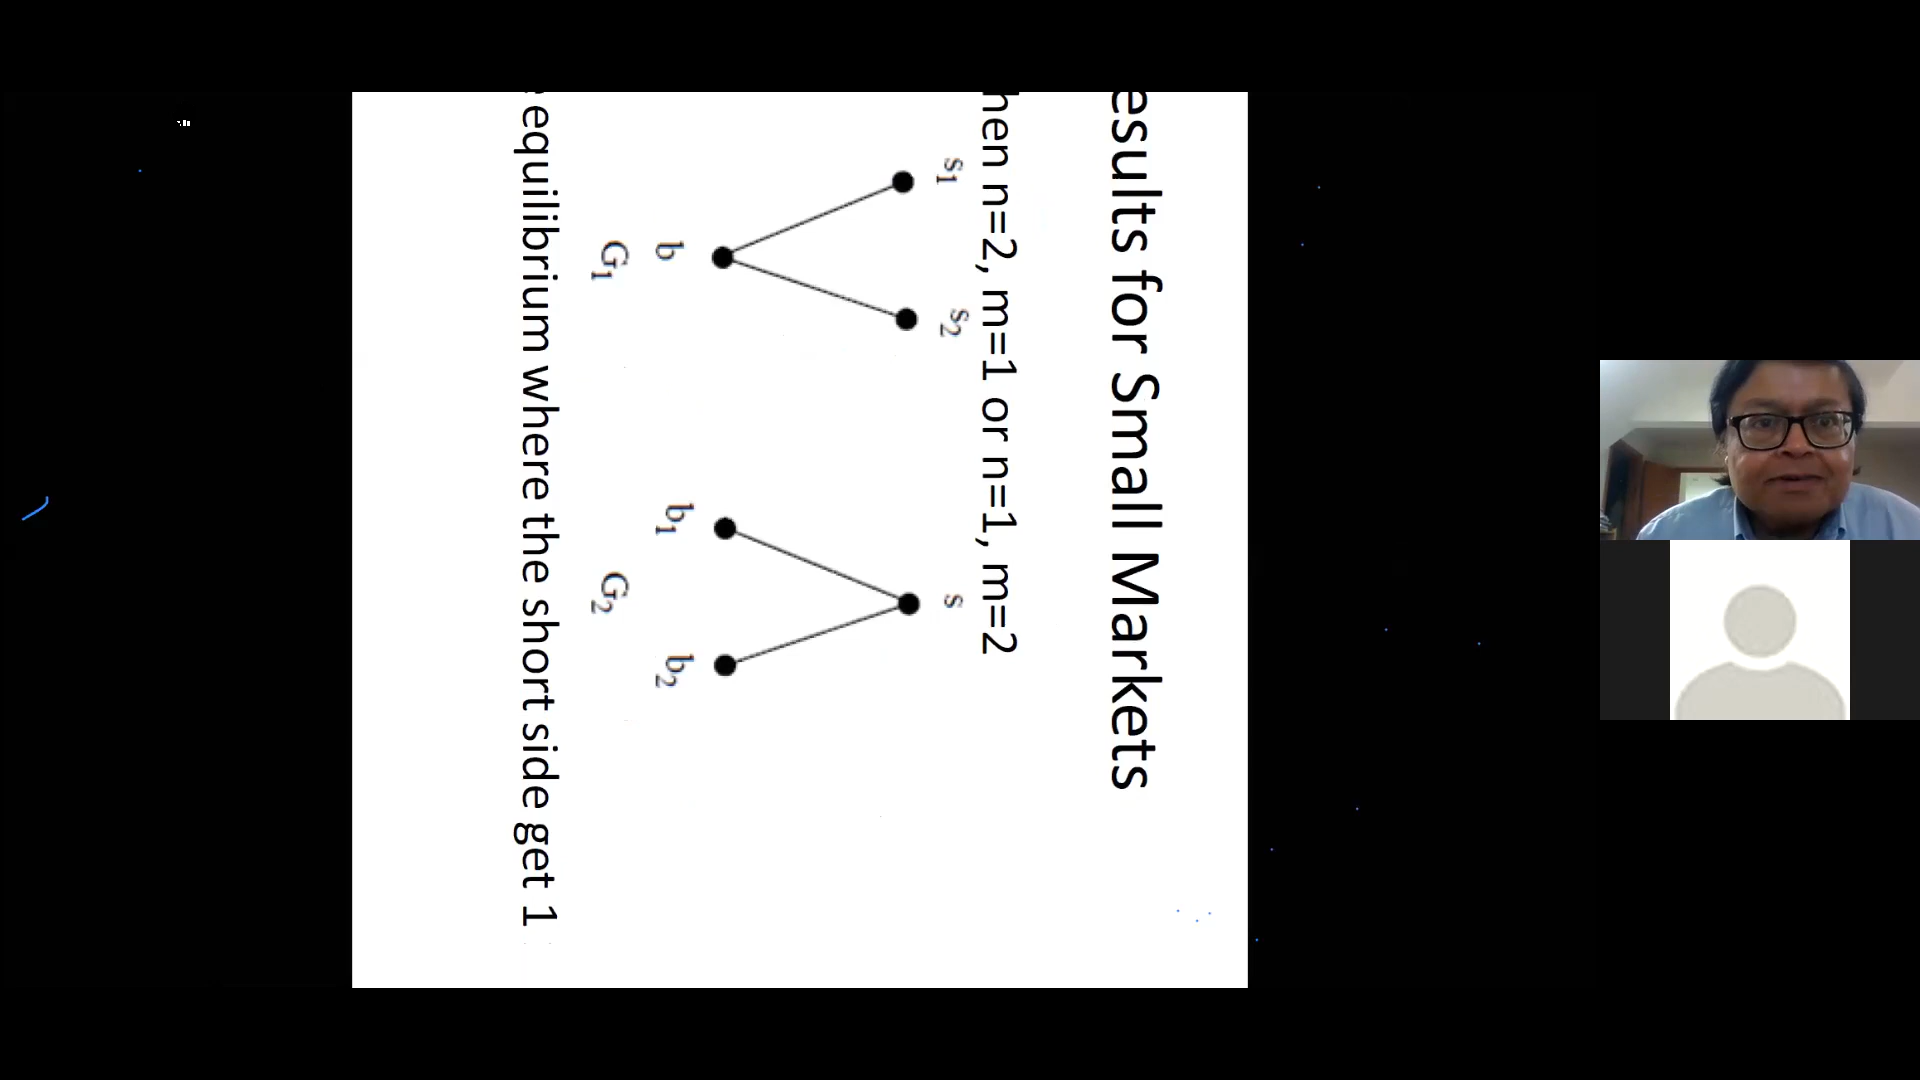 esults for Small Markets
hen n=2, m=1 or n=1, m=2
s1 s2 s
b b1 b2
G1 G2
equilibrium where the short side get 1